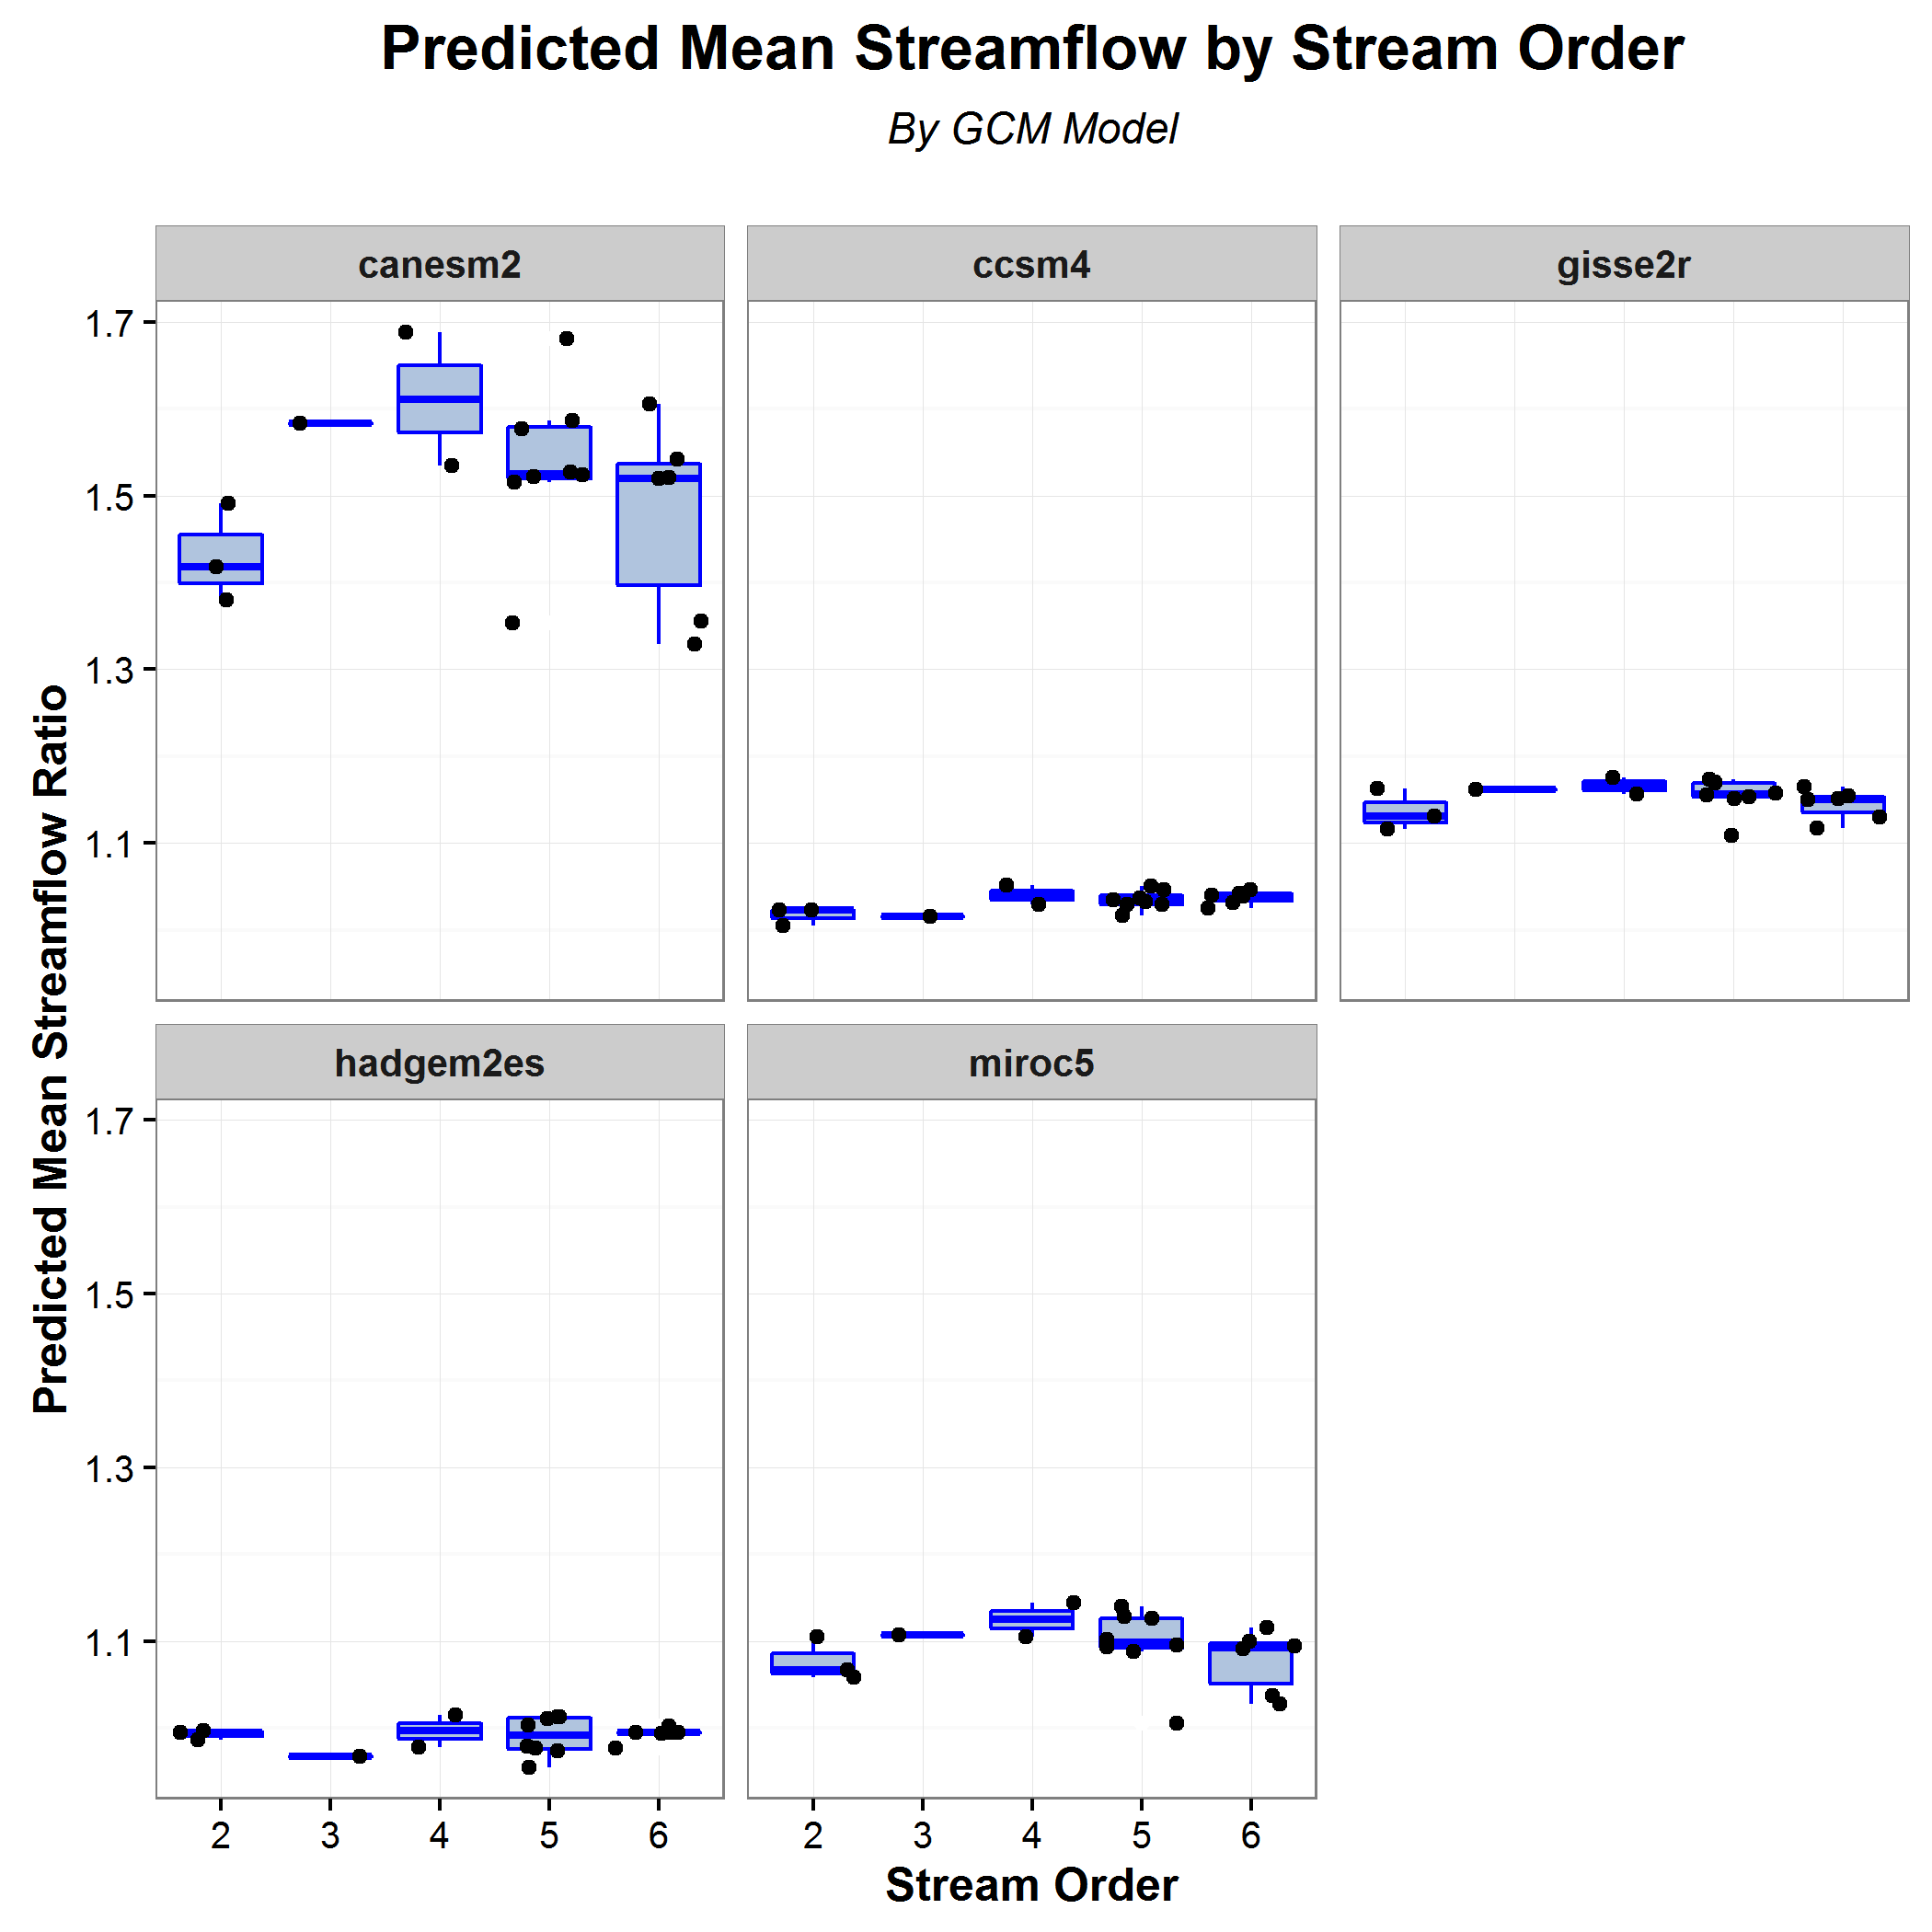 Predicted Mean Streamflow by Stream Order
By GCM Model
canesm2
ccsm4
gisse2r
1.7
1.5
1.3
1.1
Predicted Mean Streamflow Ratio
hadgem2es
miroc5
1.7
1.5
1.3
1.1
2 3 4 5 6
2 3 4 5 6
Stream Order